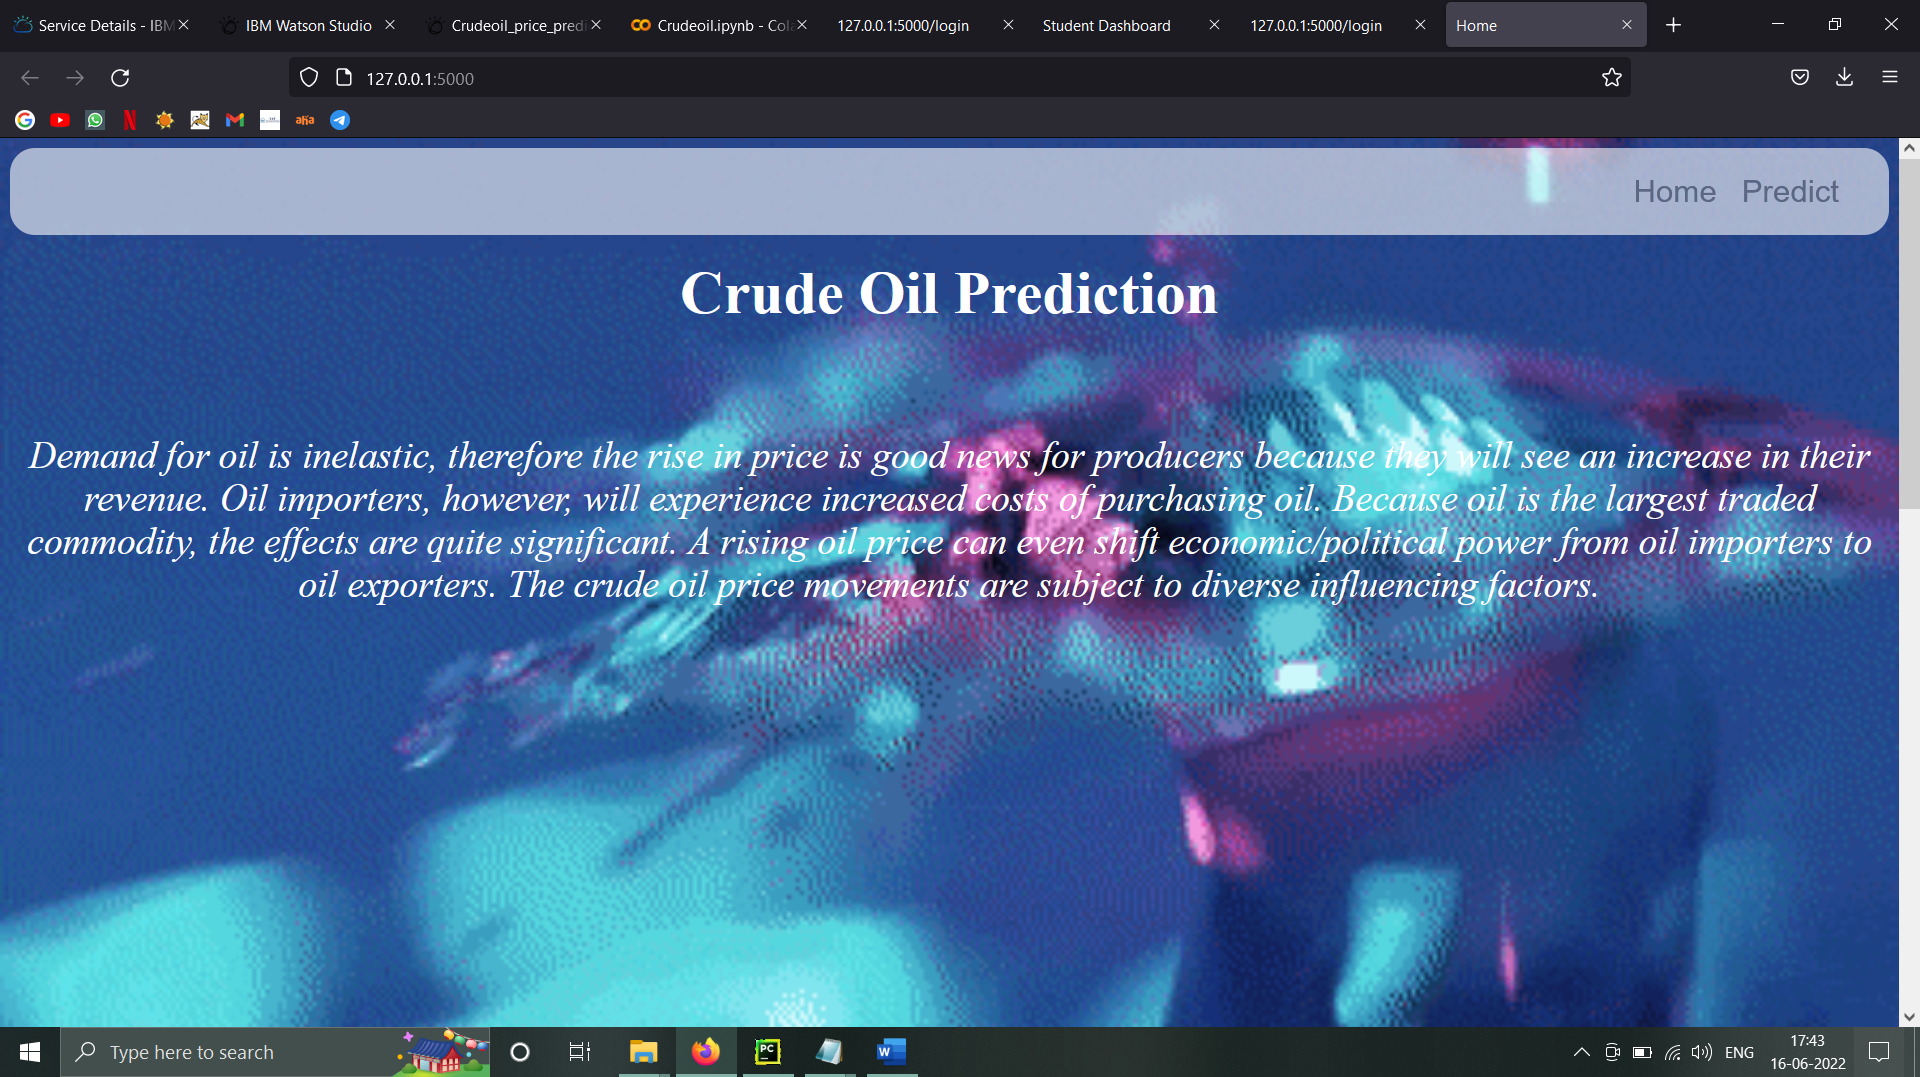 Service Details - IBM
IBM Watson Studio
Crudeoil_price_predi
Crudeoil.ipynb - Cola
127.0.0.1:5000/login
Student Dashboard
127.0.0.1:5000/login
Home
127.0.0.1:5000
aha
Home Predict
Crude Oil Prediction
Demand for oil is inelastic, therefore the rise in price is good news for producers because they will see an increase in their
revenue. Oil importers, however, will experience increased costs of purchasing oil. Because oil is the largest traded
commodity, the effects are quite significant. A rising oil price can even shift economic/political power from oil importers to
oil exporters. The crude oil price movements are subject to diverse influencing factors.
Type here to search
PC
W
ENG
17:43
16-06-2022